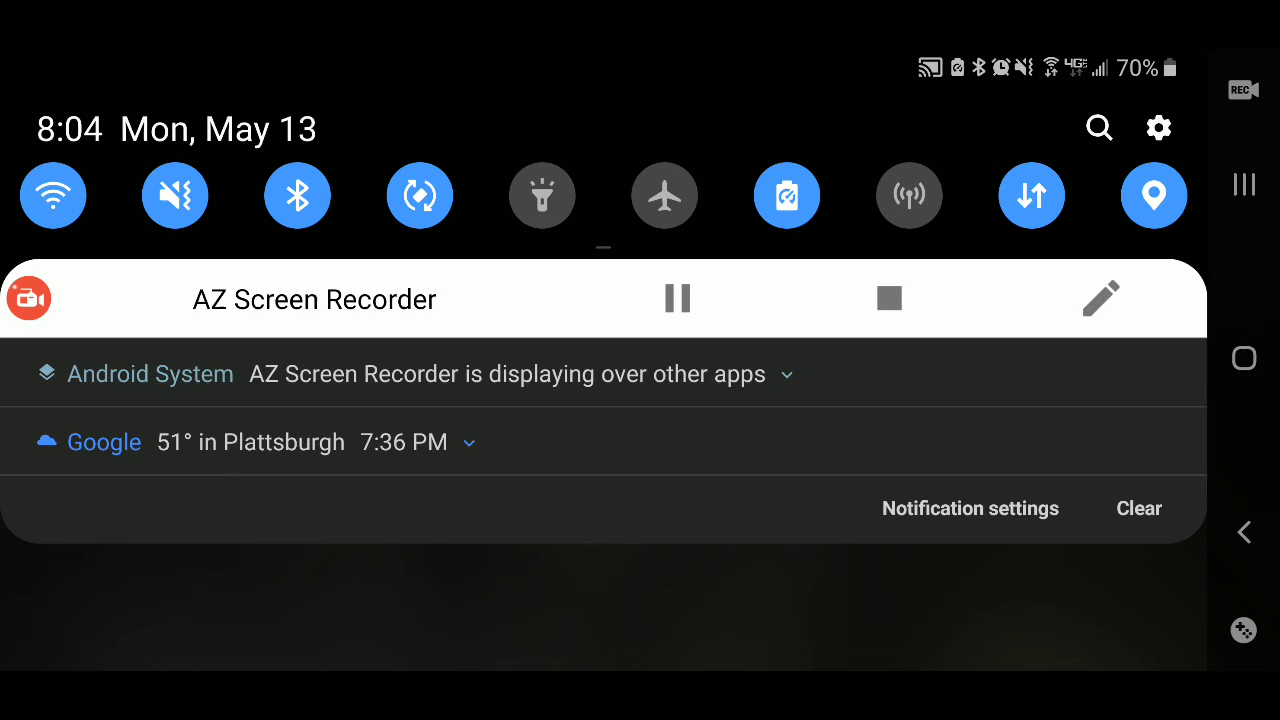 4G 70%
REC
8:04 Mon, May 13
AZ Screen Recorder
Android System AZ Screen Recorder is displaying over other apps
Google 51° in Plattsburgh 7:36 PM
Notification settings Clear